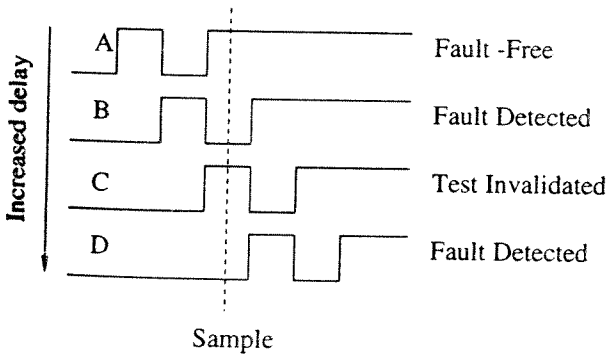 A
Fault -Free
B
Fault Detected
C
Test Invalidated
D
Fault Detected
Increased delay
Sample